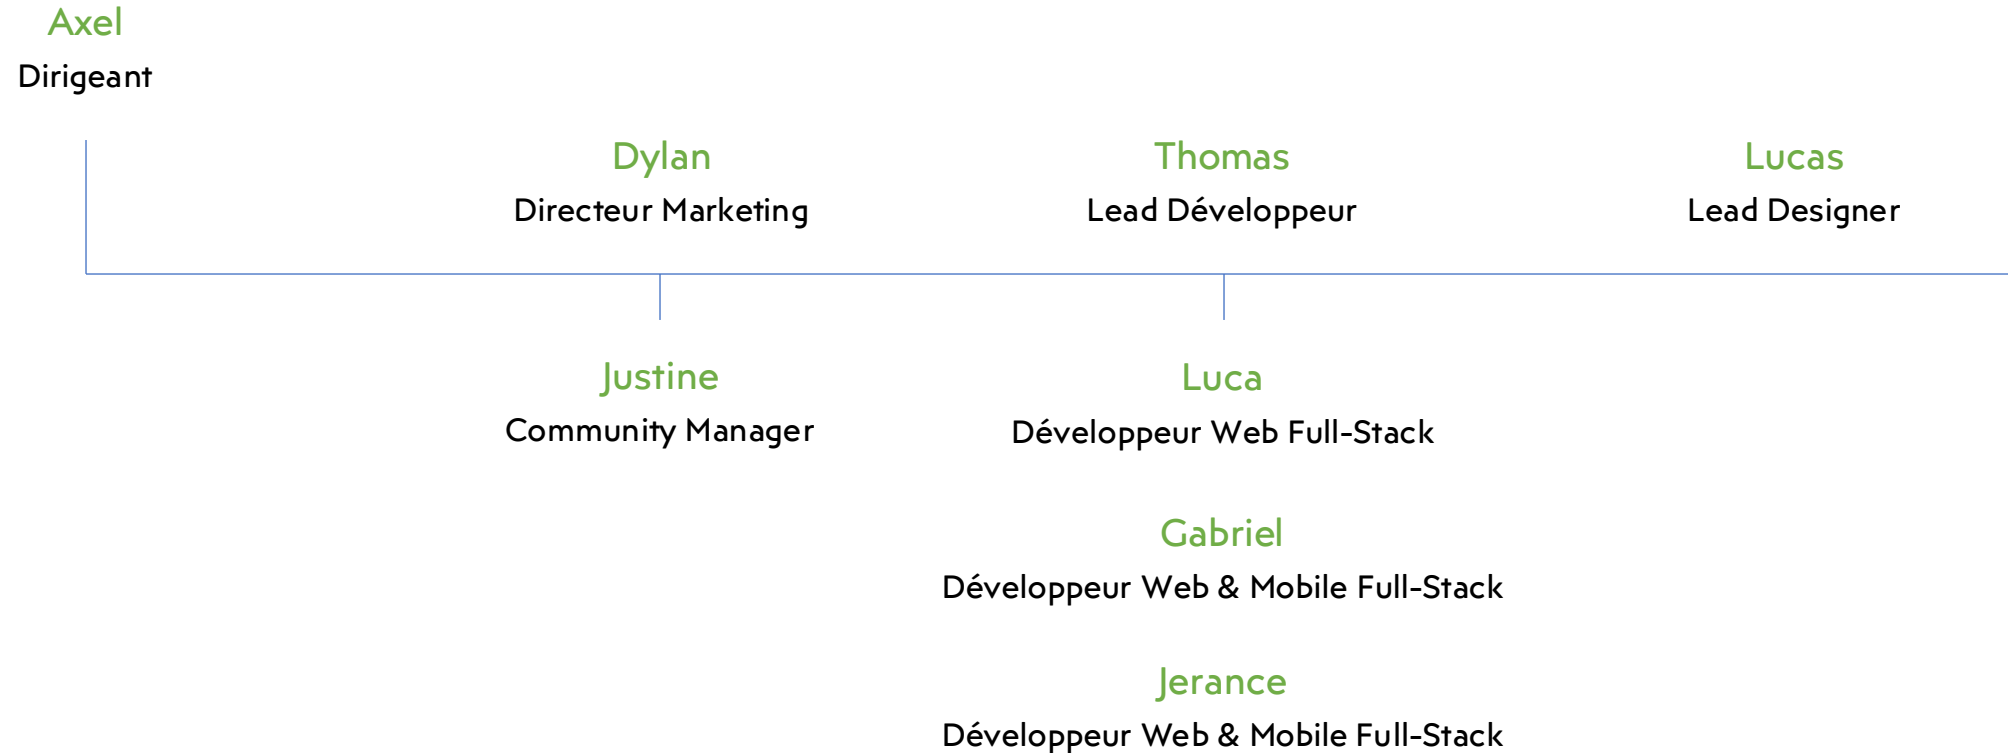 Axel
Dirigeant
Dylan
Directeur Marketing
Thomas
Lead Développeur
Lucas
Lead Designer
Justine
Community Manager
Luca
Développeur Web Full-Stack
Gabriel
Développeur Web & Mobile Full-Stack
Jerance
Développeur Web & Mobile Full-Stack